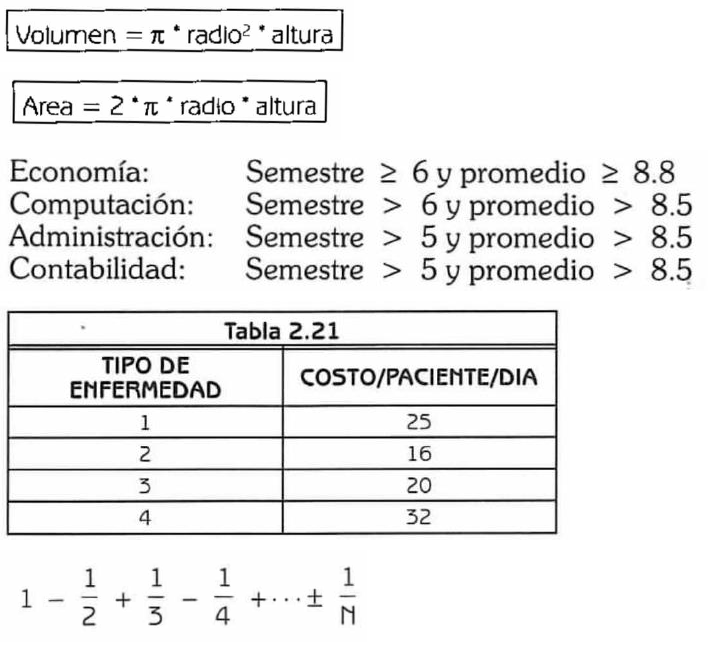 Volumen = π * radio² * altura
Area = 2 * π * radio * altura
Economía: Semestre ≥ 6 y promedio ≥ 8.8
Computación: Semestre > 6 y promedio > 8.5
Administración: Semestre > 5 y promedio > 8.5
Contabilidad: Semestre > 5 y promedio > 8.5
Tabla 2.21
TIPO DE ENFERMEDAD COSTO/PACIENTE/DIA
1 25
2 16
3 20
4 32
1 - 1/2 + 1/3 - 1/4 + ... ± 1/N